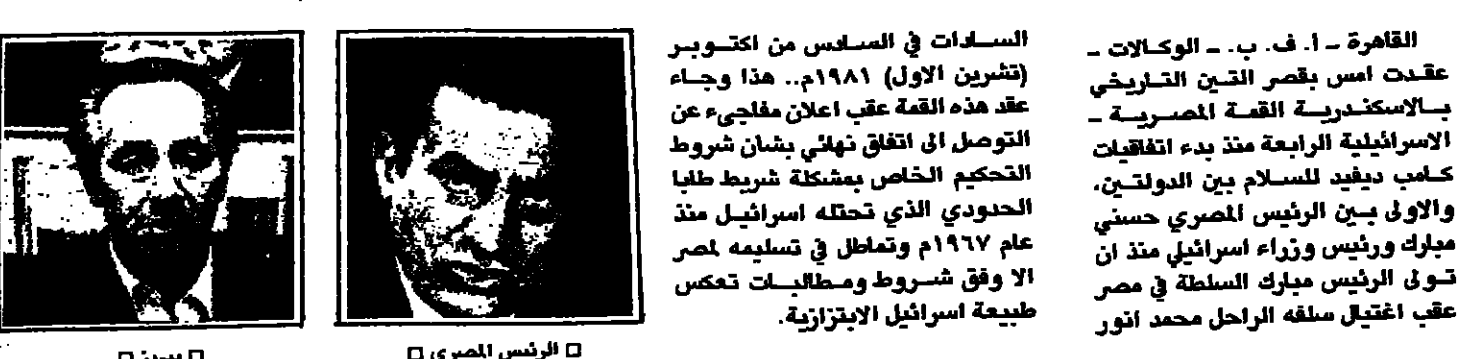 القاهرة - ا. ف. ب. - الوكالات -
عقدت امس بقصر التين التاريخي
بالاسكندرية القمة المصرية -
الاسرائيلية الرابعة منذ بدء اتفاقيات
كامب ديفيد للسلام بين الدولتين.
والاولى بين الرئيس المصري حسني
مبارك ورئيس وزراء اسرائيلي منذ ان
تولى الرئيس مبارك السلطة في مصر
عقب اغتيال سلفه الراحل محمد انور
السادات في السادس من اكتوبر
(تشرين الاول) ١٩٨١م.. هذا وجاء
عقد هذه القمة عقب اعلان مفاجىء عن
التوصل الى اتفاق نهائي بشان شروط
التحكيم الخاص بمشكلة شريط طابا
الحدودي الذي تحتله اسرائيل منذ
عام ١٩٦٧م وتماطل في تسليمه لمصر
الا وفق شروط ومطالبات تعكس
طبيعة اسرائيل الابتزازية.
□ الرئيس المصري □
□ بيريز □